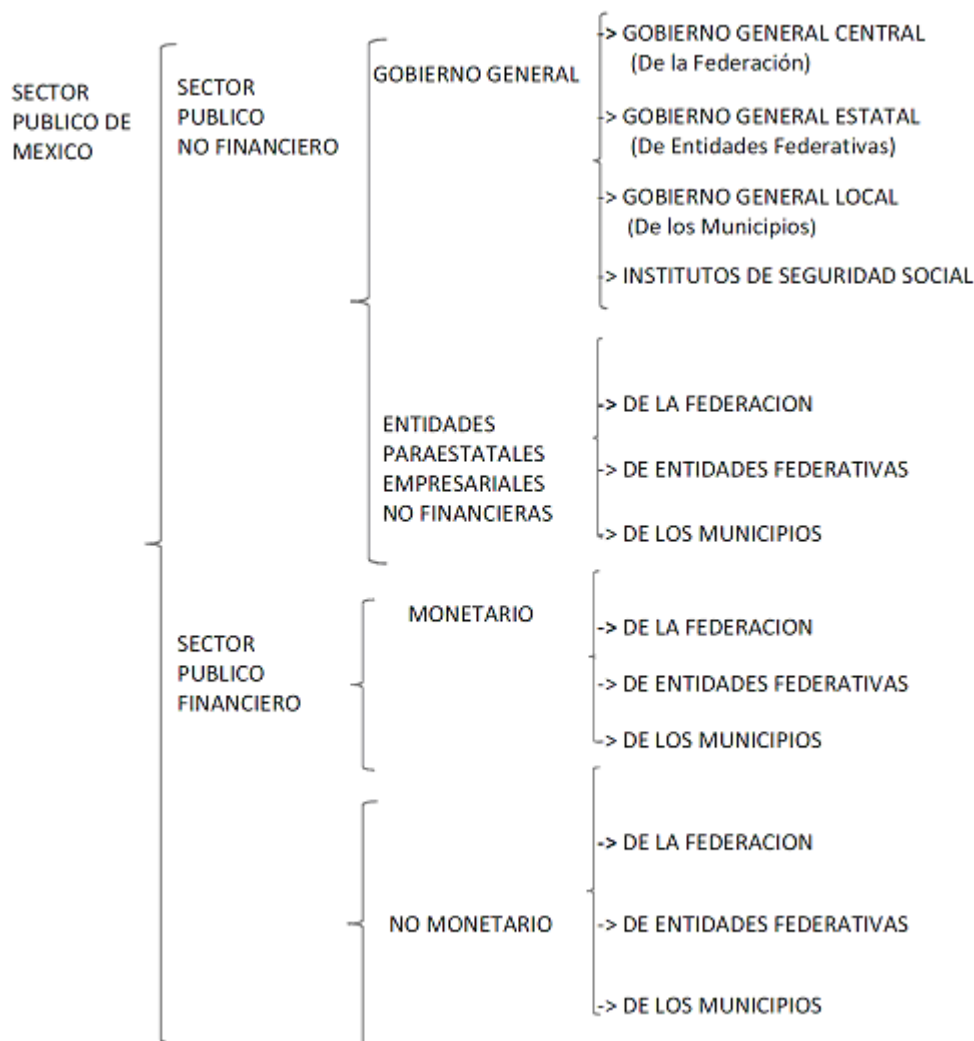 SECTOR
PUBLICO DE
MEXICO
SECTOR
PUBLICO
NO FINANCIERO
GOBIERNO GENERAL
-> GOBIERNO GENERAL CENTRAL
(De la Federación)
-> GOBIERNO GENERAL ESTATAL
(De Entidades Federativas)
-> GOBIERNO GENERAL LOCAL
(De los Municipios)
-> INSTITUTOS DE SEGURIDAD SOCIAL
ENTIDADES
PARAESTATALES
EMPRESARIALES
NO FINANCIERAS
-> DE LA FEDERACION
-> DE ENTIDADES FEDERATIVAS
-> DE LOS MUNICIPIOS
SECTOR
PUBLICO
FINANCIERO
MONETARIO
-> DE LA FEDERACION
-> DE ENTIDADES FEDERATIVAS
-> DE LOS MUNICIPIOS
NO MONETARIO
-> DE LA FEDERACION
-> DE ENTIDADES FEDERATIVAS
-> DE LOS MUNICIPIOS